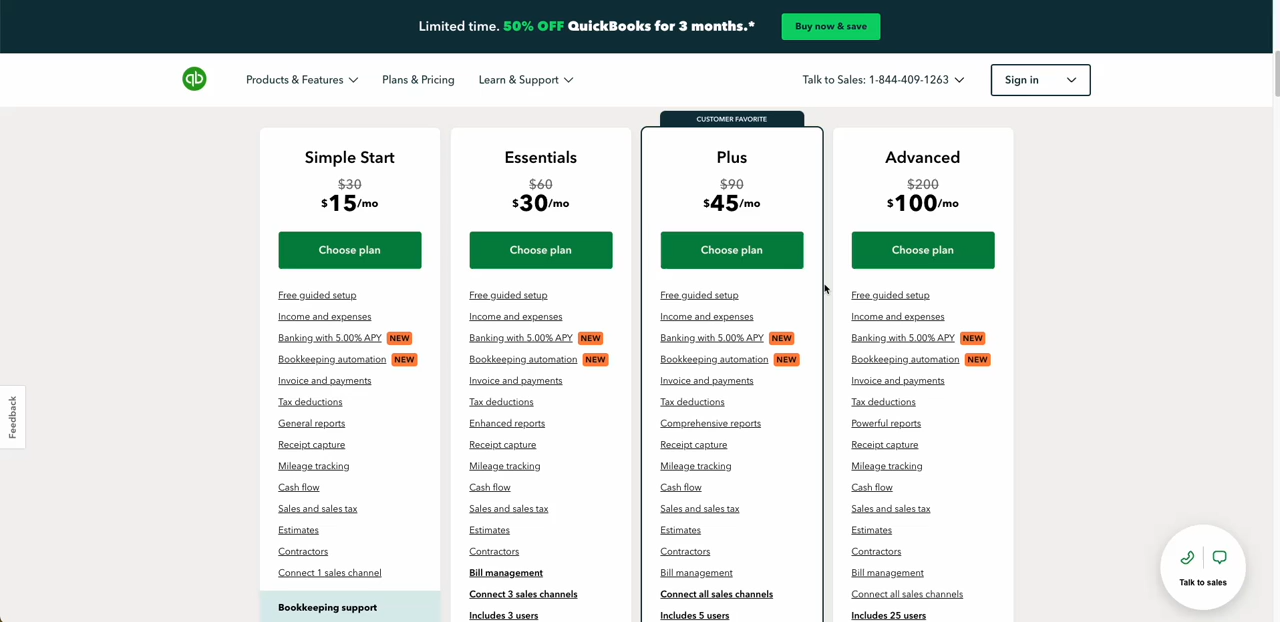 Limited time. 50% OFF QuickBooks for 3 months.*
Buy now & save
qb
Products & Features
Plans & Pricing
Learn & Support
Talk to Sales: 1-844-409-1263
Sign in
Simple Start
$30
$15/mo
Choose plan
Free guided setup
Income and expenses
Banking with 5.00% APY NEW
Bookkeeping automation NEW
Invoice and payments
Tax deductions
General reports
Receipt capture
Mileage tracking
Cash flow
Sales and sales tax
Estimates
Contractors
Connect 1 sales channel
Bookkeeping support
Essentials
$60
$30/mo
Choose plan
Free guided setup
Income and expenses
Banking with 5.00% APY NEW
Bookkeeping automation NEW
Invoice and payments
Tax deductions
Enhanced reports
Receipt capture
Mileage tracking
Cash flow
Sales and sales tax
Estimates
Contractors
Bill management
Connect 3 sales channels
Includes 3 users
CUSTOMER FAVORITE
Plus
$90
$45/mo
Choose plan
Free guided setup
Income and expenses
Banking with 5.00% APY NEW
Bookkeeping automation NEW
Invoice and payments
Tax deductions
Comprehensive reports
Receipt capture
Mileage tracking
Cash flow
Sales and sales tax
Estimates
Contractors
Bill management
Connect all sales channels
Includes 5 users
Advanced
$200
$100/mo
Choose plan
Free guided setup
Income and expenses
Banking with 5.00% APY NEW
Bookkeeping automation NEW
Invoice and payments
Tax deductions
Powerful reports
Receipt capture
Mileage tracking
Cash flow
Sales and sales tax
Estimates
Contractors
Bill management
Connect all sales channels
Includes 25 users
Feedback
Talk to sales